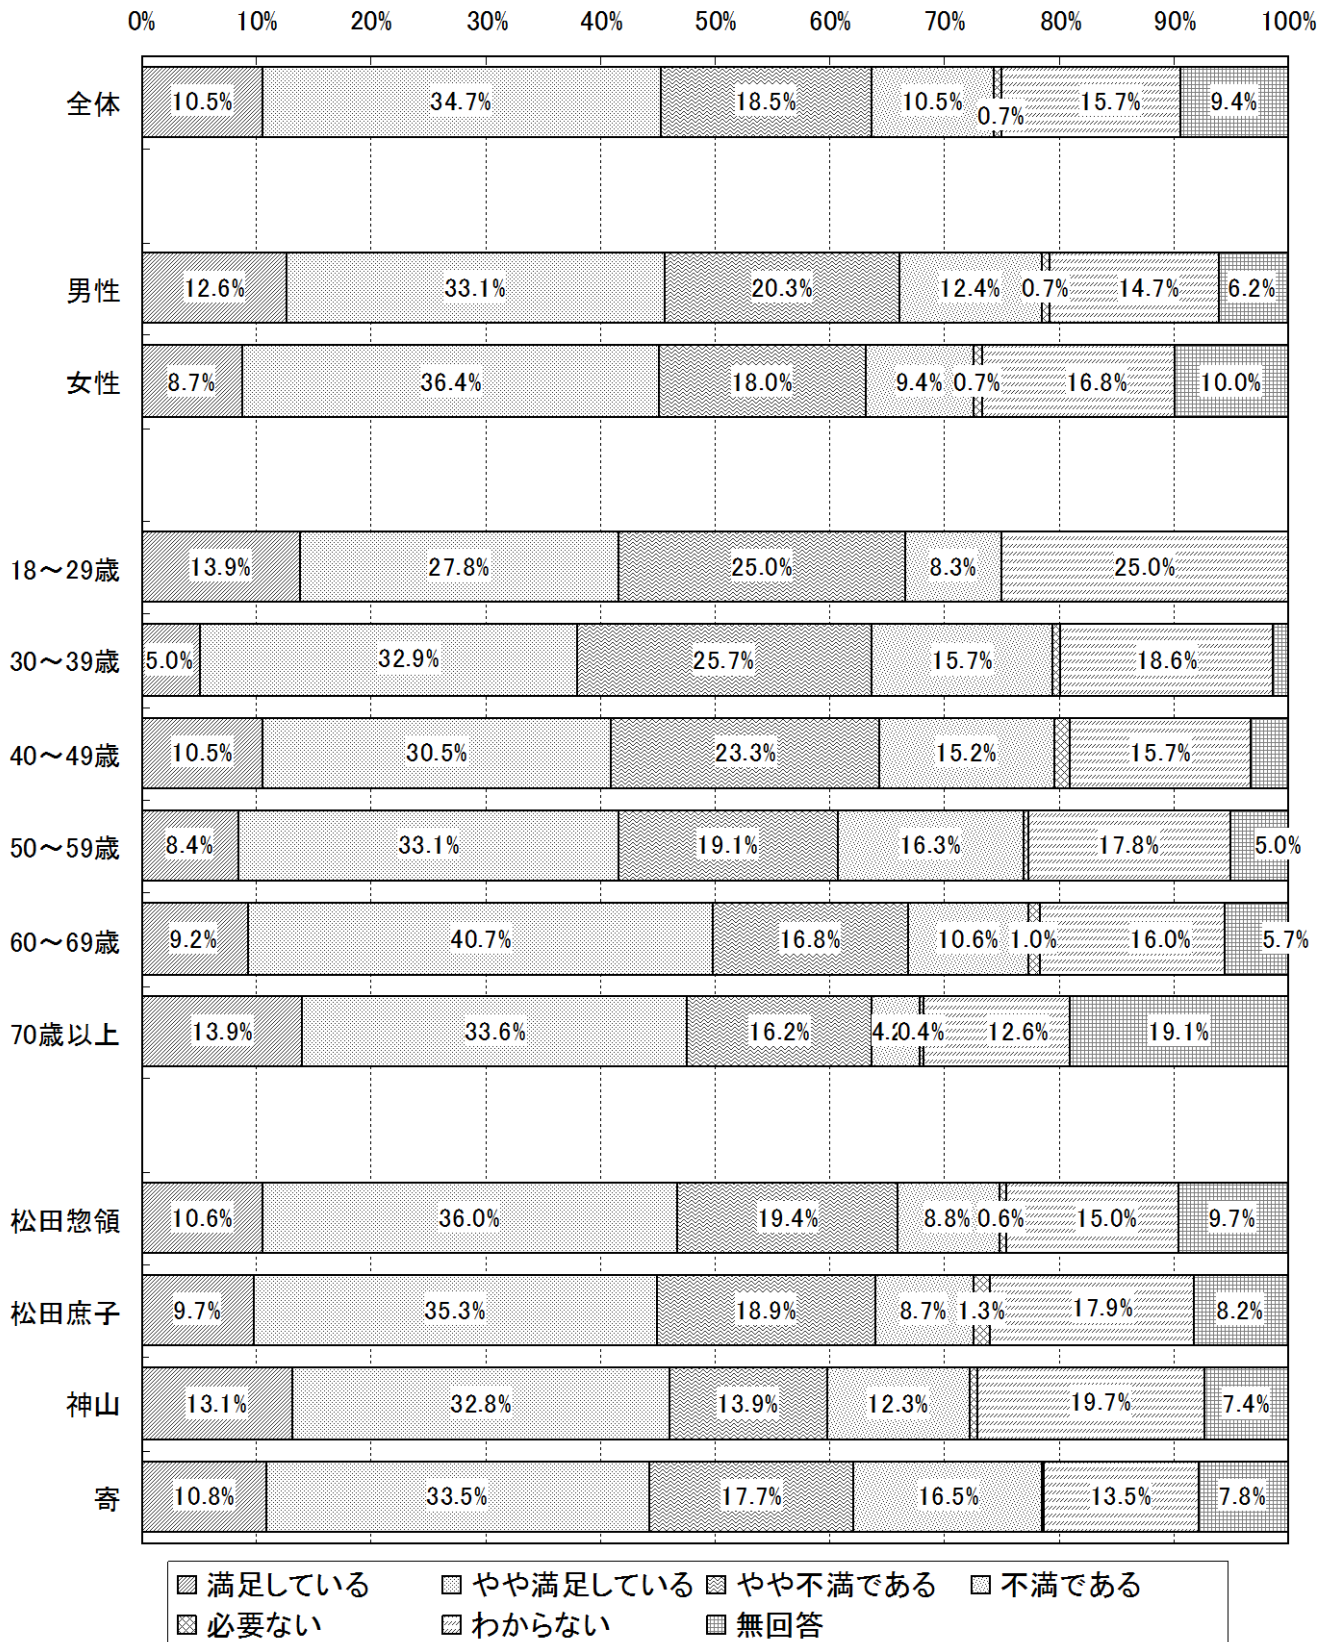 0% 10% 20% 30% 40% 50% 60% 70% 80% 90% 100%
全体 10.5% 34.7% 18.5% 10.5% 0.7% 15.7% 9.4%
男性 12.6% 33.1% 20.3% 12.4% 0.7% 14.7% 6.2%
女性 8.7% 36.4% 18.0% 9.4% 0.7% 16.8% 10.0%
18～29歳 13.9% 27.8% 25.0% 8.3% 25.0%
30～39歳 5.0% 32.9% 25.7% 15.7% 18.6%
40～49歳 10.5% 30.5% 23.3% 15.2% 15.7%
50～59歳 8.4% 33.1% 19.1% 16.3% 17.8% 5.0%
60～69歳 9.2% 40.7% 16.8% 10.6% 1.0% 16.0% 5.7%
70歳以上 13.9% 33.6% 16.2% 4.2 0.4% 12.6% 19.1%
松田惣領 10.6% 36.0% 19.4% 8.8% 0.6% 15.0% 9.7%
松田庶子 9.7% 35.3% 18.9% 8.7% 1.3% 17.9% 8.2%
神山 13.1% 32.8% 13.9% 12.3% 19.7% 7.4%
寄 10.8% 33.5% 17.7% 16.5% 13.5% 7.8%
満足している やや満足している やや不満である 不満である
必要ない わからない 無回答